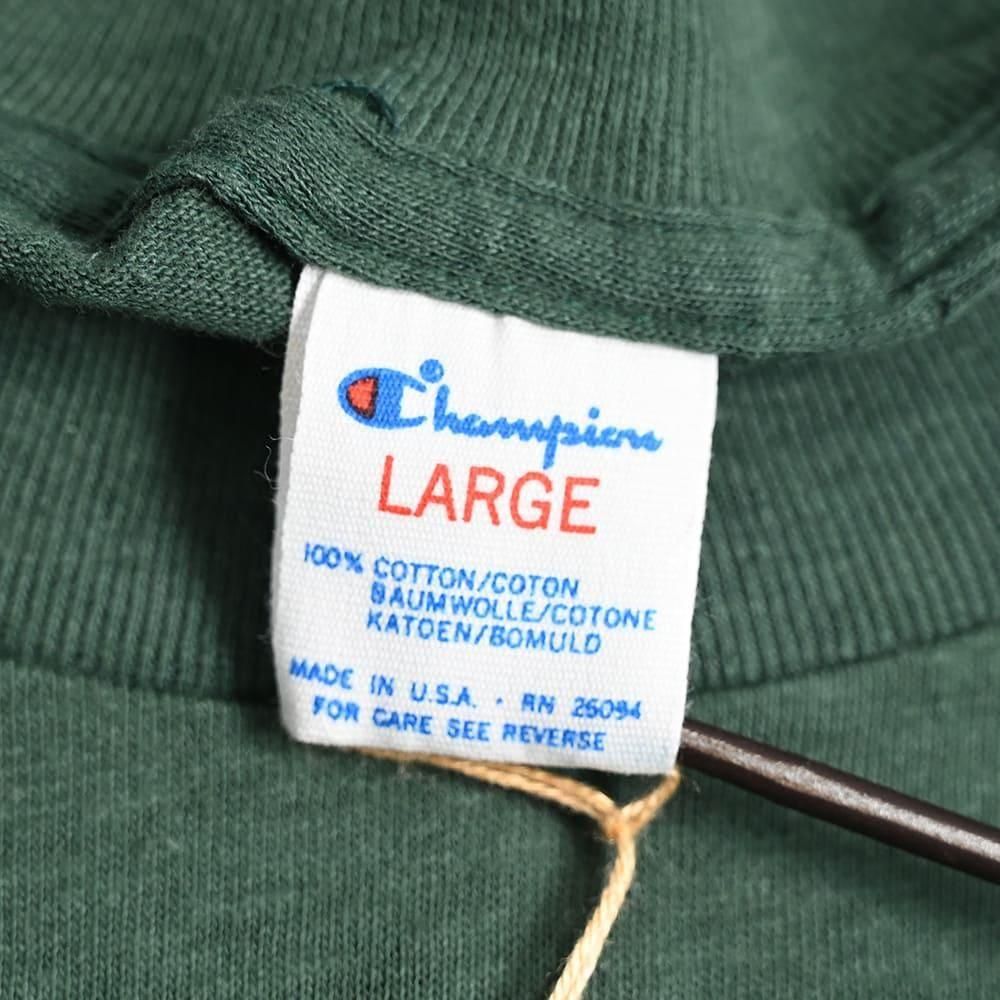 Champion
LARGE
100% COTTON/COTON
BAUMWOLLE/COTONE
KATOEN/BOMULD
MADE IN U.S.A. · RN 26094
FOR CARE SEE REVERSE